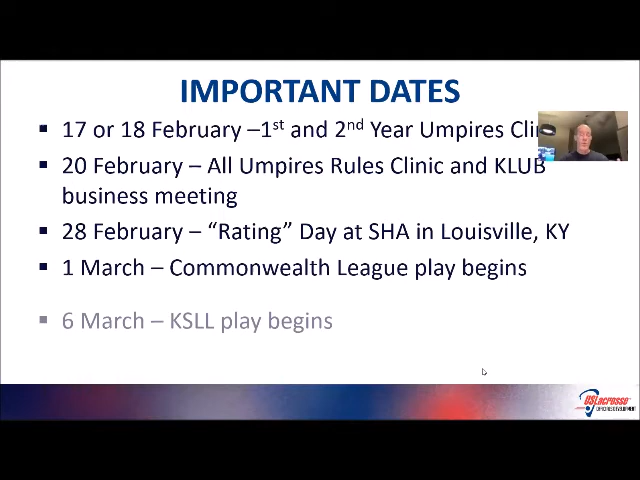 IMPORTANT DATES
▪ 17 or 18 February –1st and 2nd Year Umpires
▪ 20 February – All Umpires Rules Clinic and KLUB
business meeting
▪ 28 February – “Rating” Day at SHA in Louisville, KY
▪ 1 March – Commonwealth League play begins
▪ 6 March – KSLL play begins
USLacrosse
OFFICIALS DEVELOPMENT